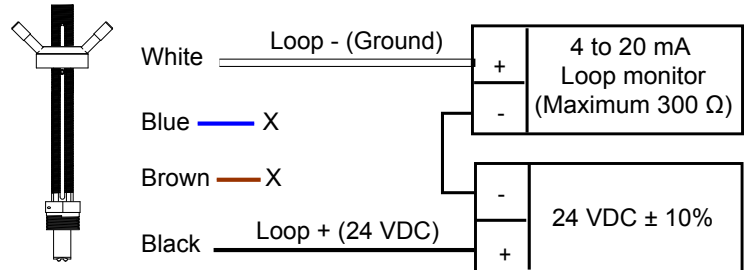 White Loop - (Ground) + 4 to 20 mA
Loop monitor
- (Maximum 300 Ω)
Blue X
Brown X
- 24 VDC ± 10%
Black Loop + (24 VDC) +